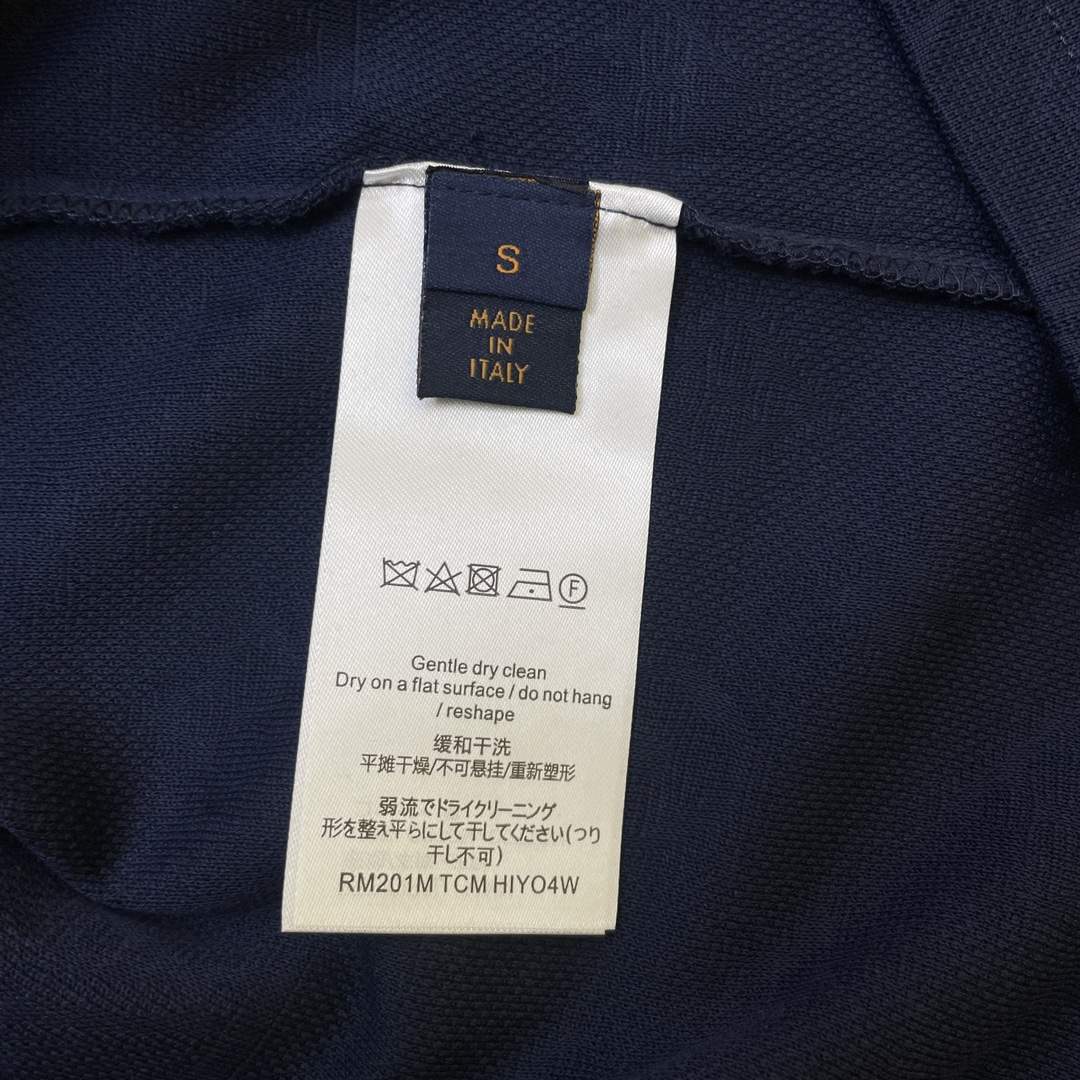 S
MADE
IN
ITALY
F
Gentle dry clean
Dry on a flat surface / do not hang
/ reshape
缓和干洗
平摊干燥/不可悬挂/重新塑形
弱流でドライクリーニング
形を整え平らにして干してください(つり
干し不可)
RM201M TCM HIYO4W